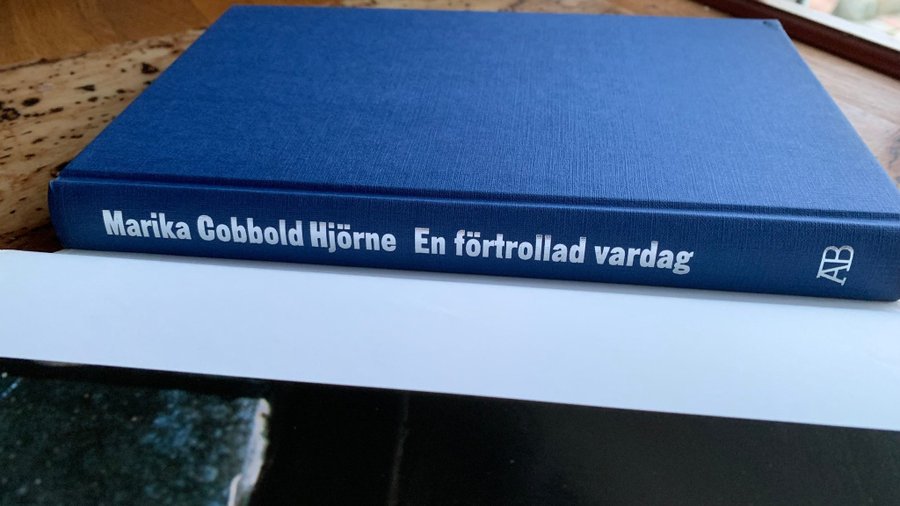 Marika Cobbold Hjörne En förtrollad vardag
AB